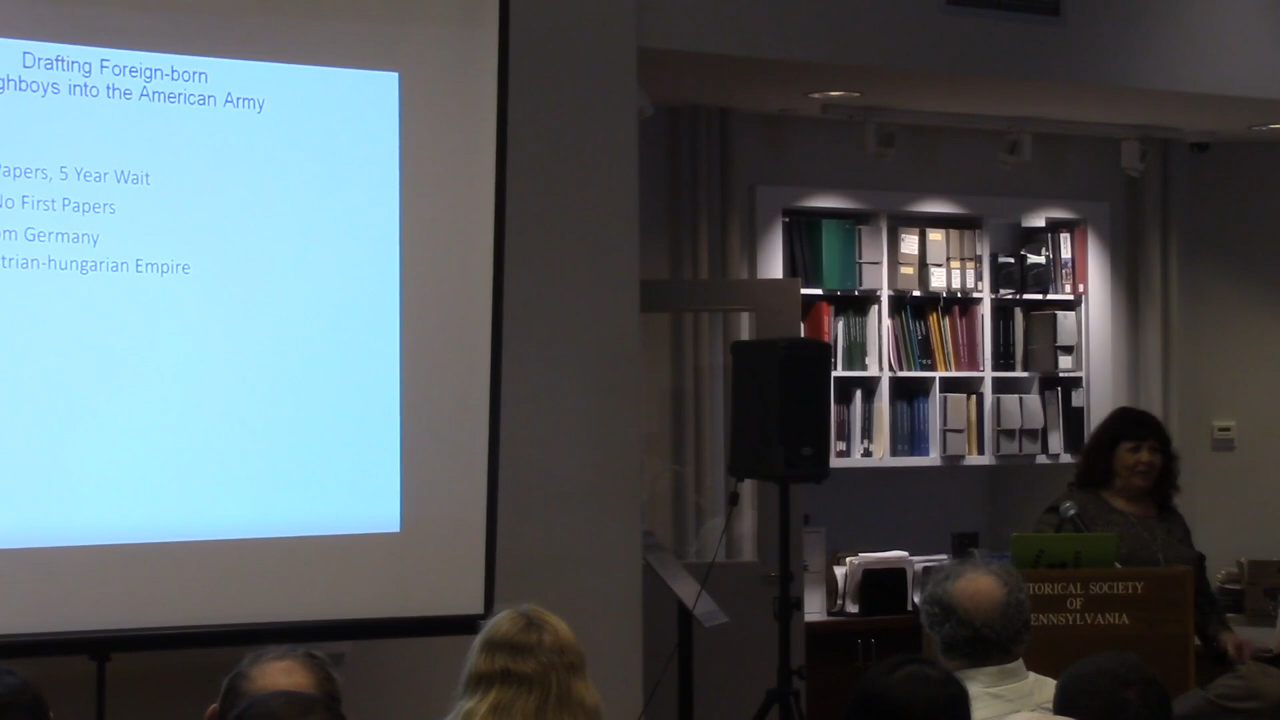 Drafting Foreign-born
ghboys into the American Army
apers, 5 Year Wait
No First Papers
om Germany
trian-hungarian Empire
TORICAL SOCIETY
OF
ENNSYLVANIA